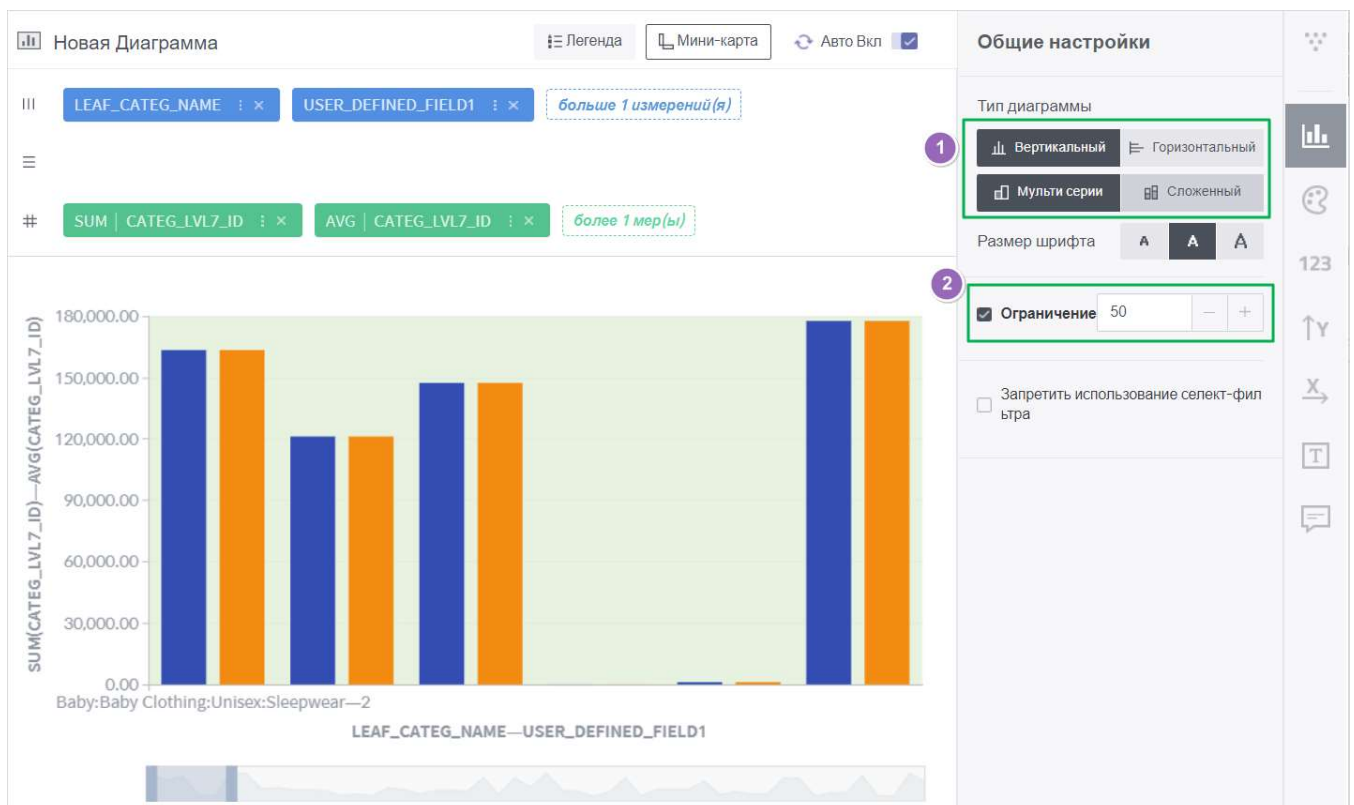 Новая Диаграмма
Легенда
Мини-карта
Авто Вкл
LEAF_CATEG_NAME
USER_DEFINED_FIELD1
больше 1 измерений(я)
SUM | CATEG_LVL7_ID
AVG | CATEG_LVL7_ID
более 1 мер(ы)
SUM(CATEG_LVL7_ID)—AVG(CATEG_LVL7_ID)
180,000.00
150,000.00
120,000.00
90,000.00
60,000.00
30,000.00
0.00
Baby:Baby Clothing:Unisex:Sleepwear—2
LEAF_CATEG_NAME—USER_DEFINED_FIELD1
Общие настройки
Тип диаграммы
1
Вертикальный
Горизонтальный
Мульти серии
Сложенный
Размер шрифта
A A A
2
Ограничение 50 − +
Запретить использование селект-фил
ьтра
123
Y
X
T